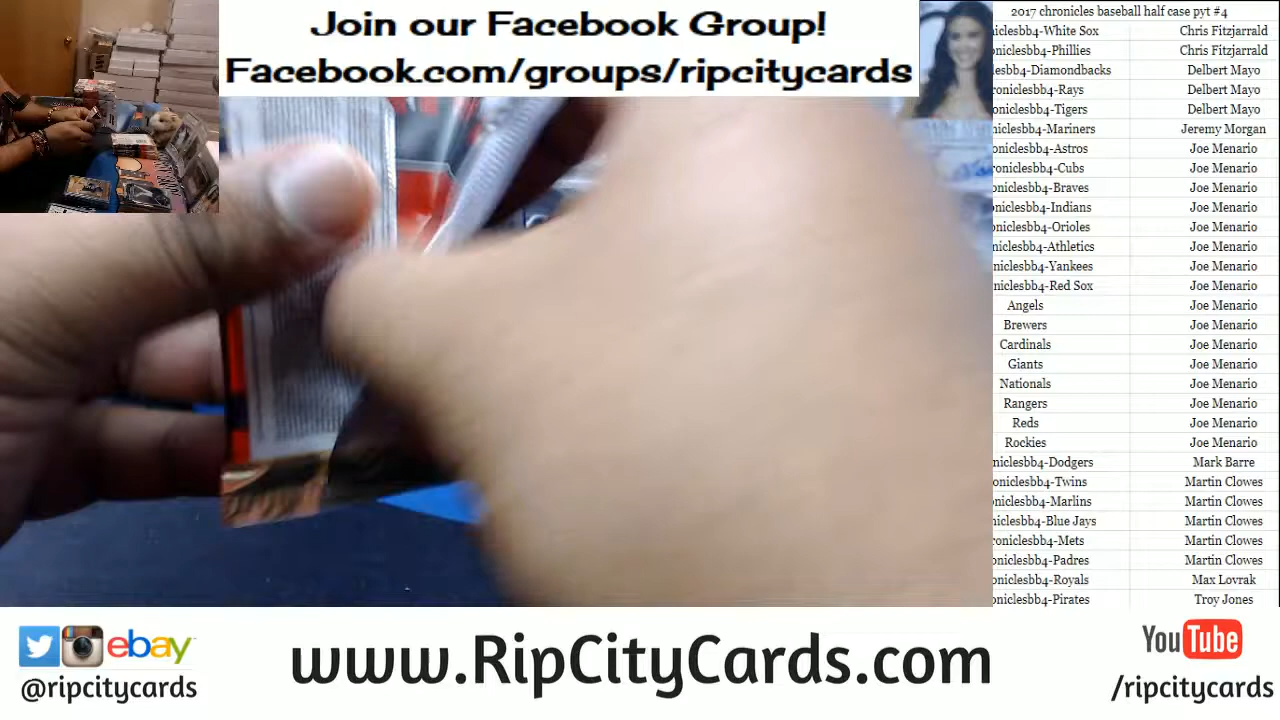 Join our Facebook Group!
Facebook.com/groups/ripcitycards
2017 chronicles baseball half case pyt #4
niclesbb4-White Sox Chris Fitzjarrald
oniclesbb4-Phillies Chris Fitzjarrald
lesbb4-Diamondbacks Delbert Mayo
roniclesbb4-Rays Delbert Mayo
roniclesbb4-Tigers Delbert Mayo
niclesbb4-Mariners Jeremy Morgan
oniclesbb4-Astros Joe Menario
roniclesbb4-Cubs Joe Menario
oniclesbb4-Braves Joe Menario
oniclesbb4-Indians Joe Menario
oniclesbb4-Orioles Joe Menario
niclesbb4-Athletics Joe Menario
niclesbb4-Yankees Joe Menario
niclesbb4-Red Sox Joe Menario
Angels Joe Menario
Brewers Joe Menario
Cardinals Joe Menario
Giants Joe Menario
Nationals Joe Menario
Rangers Joe Menario
Reds Joe Menario
Rockies Joe Menario
niclesbb4-Dodgers Mark Barre
oniclesbb4-Twins Martin Clowes
oniclesbb4-Marlins Martin Clowes
niclesbb4-Blue Jays Martin Clowes
roniclesbb4-Mets Martin Clowes
oniclesbb4-Padres Martin Clowes
oniclesbb4-Royals Max Lovrak
oniclesbb4-Pirates Troy Jones
ebay
@ripcitycards
www.RipCityCards.com
YouTube
/ripcitycards